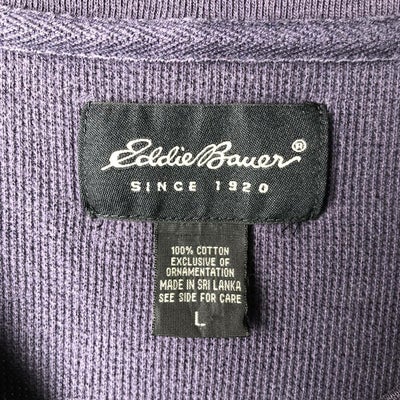 Eddie Bauer®
SINCE 1920
100% COTTON
EXCLUSIVE OF
ORNAMENTATION
MADE IN SRI LANKA
SEE SIDE FOR CARE
L